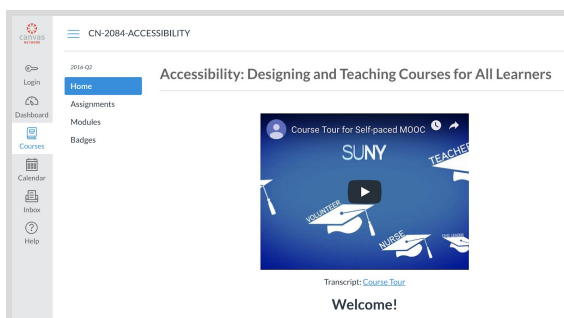 canvas
NETWORK
CN-2084-ACCESSIBILITY
Login
Dashboard
Courses
Calendar
Inbox
Help
2016-Q2
Home
Assignments
Modules
Badges
Accessibility: Designing and Teaching Courses for All Learners
Course Tour for Self-paced MOOC
SUNY
TEACHER
VOLUNTEER
NURSE
Transcript: Course Tour
Welcome!